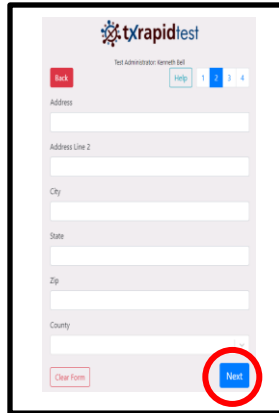 txrapidtest
Test Administrator: Kenneth Bell
Back
Help 1 2 3 4
Address
Address Line 2
City
State
Zip
County
Clear Form
Next